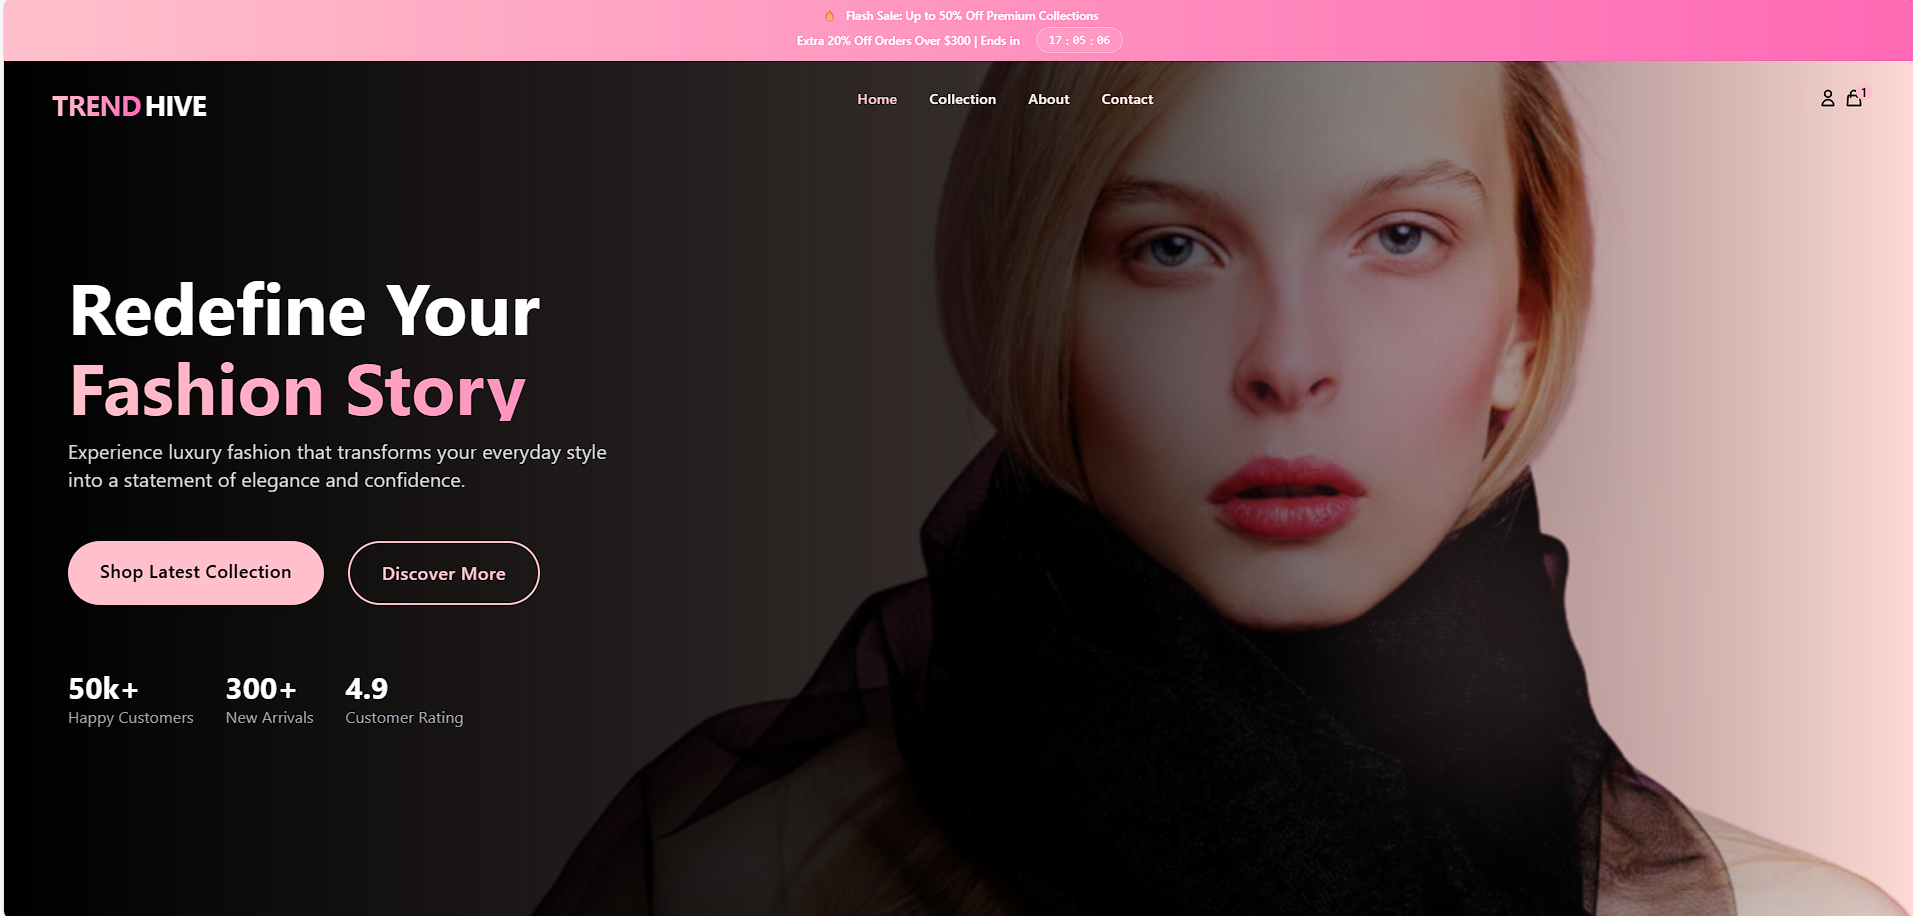 Flash Sale: Up to 50% Off Premium Collections
Extra 20% Off Orders Over $300 | Ends in 17 : 05 : 06
TREND HIVE
Home Collection About Contact
1
Redefine Your
Fashion Story
Experience luxury fashion that transforms your everyday style
into a statement of elegance and confidence.
Shop Latest Collection Discover More
50k+ 300+ 4.9
Happy Customers New Arrivals Customer Rating